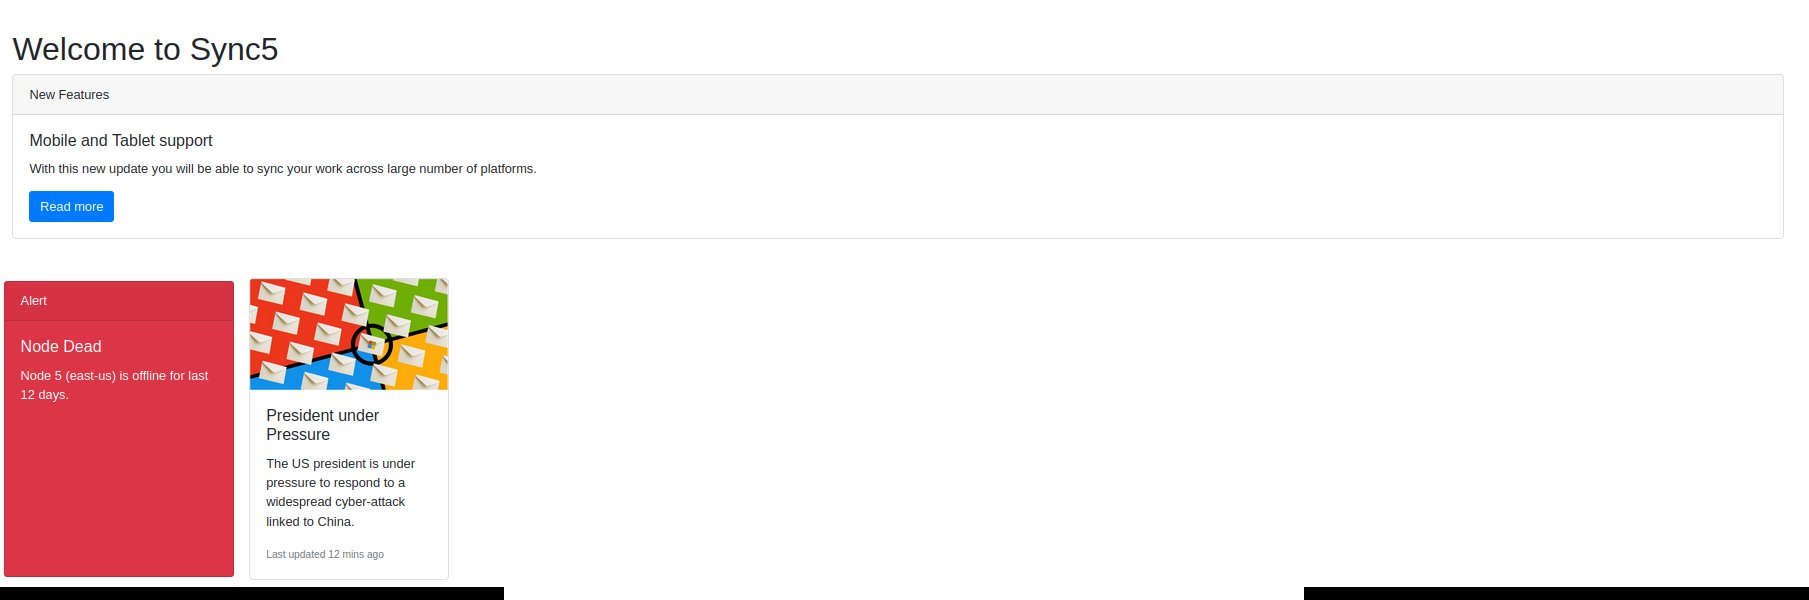 Welcome to Sync5
New Features
Mobile and Tablet support
With this new update you will be able to sync your work across large number of platforms.
Read more
Alert
Node Dead
Node 5 (east-us) is offline for last
12 days.
President under
Pressure
The US president is under
pressure to respond to a
widespread cyber-attack
linked to China.
Last updated 12 mins ago